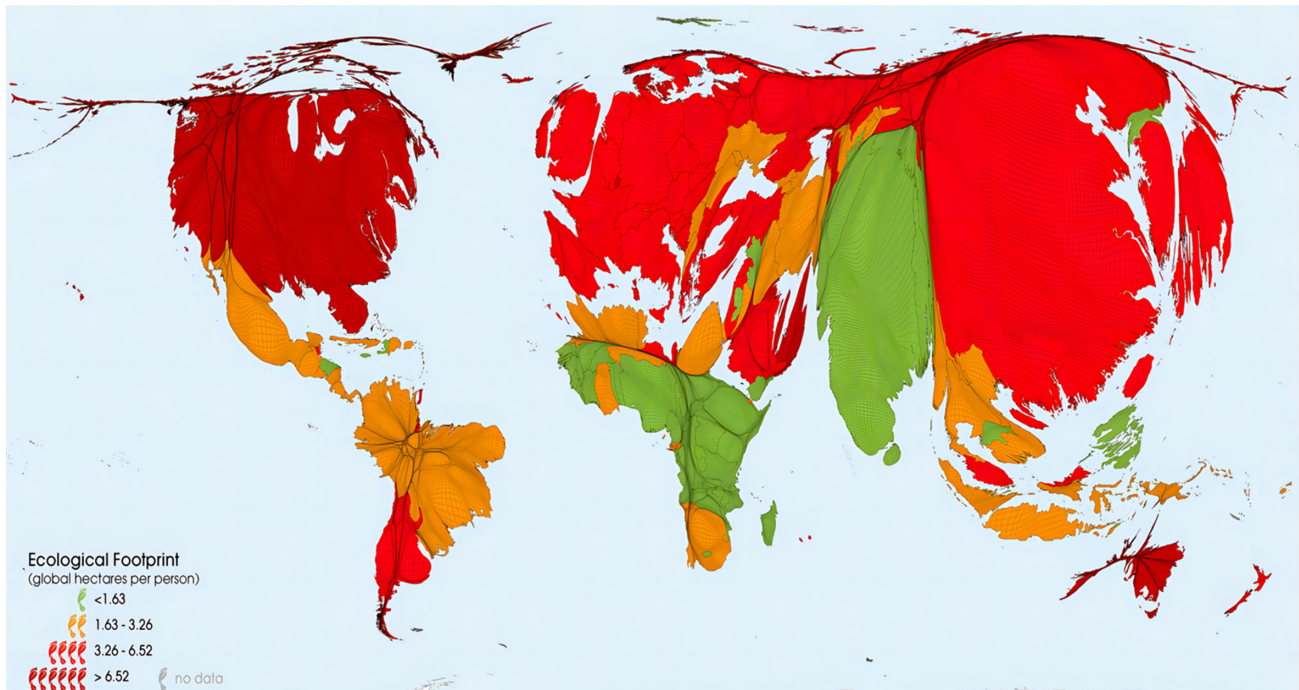 Ecological Footprint
(global hectares per person)
<1.63
1.63 - 3.26
3.26 - 6.52
> 6.52
no data